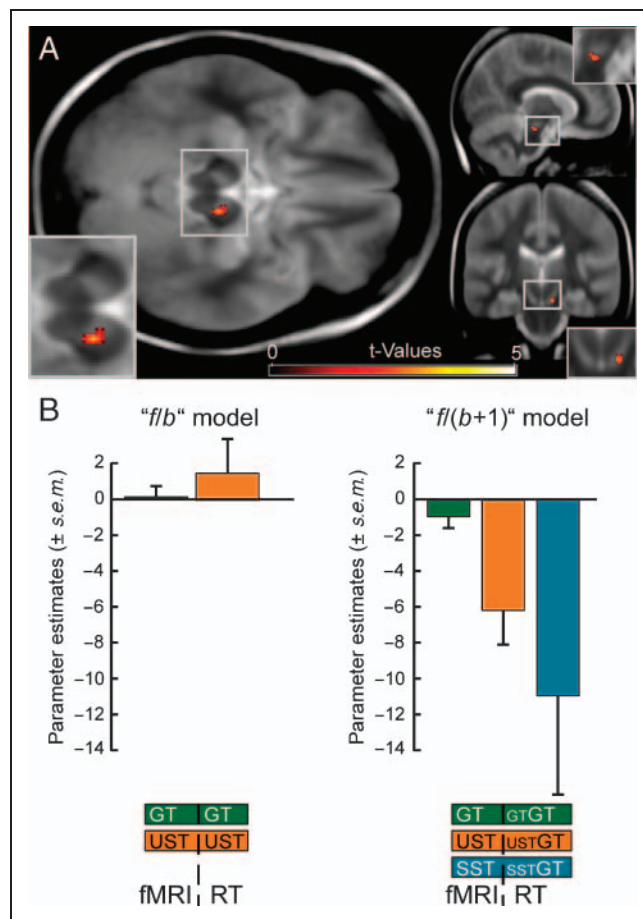 A
0 t-Values 5
B
"f/b" model
"f/(b+1)" model
Parameter estimates (± s.e.m.)
2
0
−2
−4
−6
−8
−10
−12
−14
Parameter estimates (± s.e.m.)
2
0
−2
−4
−6
−8
−10
−12
−14
GT GT
UST UST
fMRI RT
GT GTGT
UST USTGT
SST SSTGT
fMRI RT